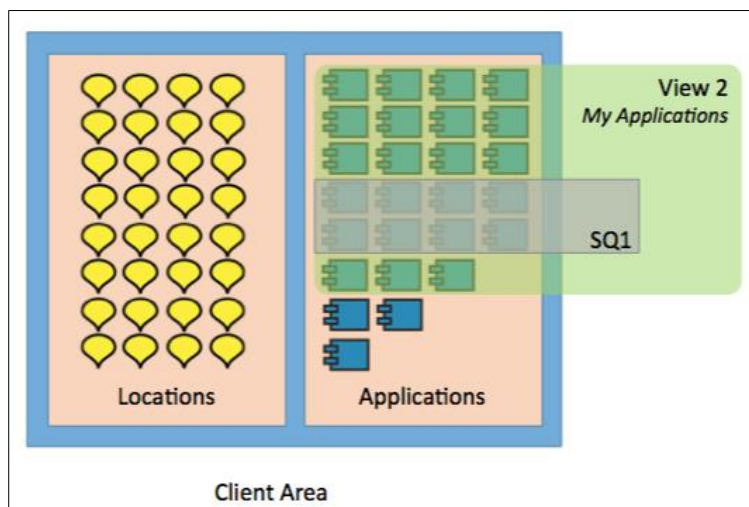 View 2
My Applications
SQ1
Locations
Applications
Client Area